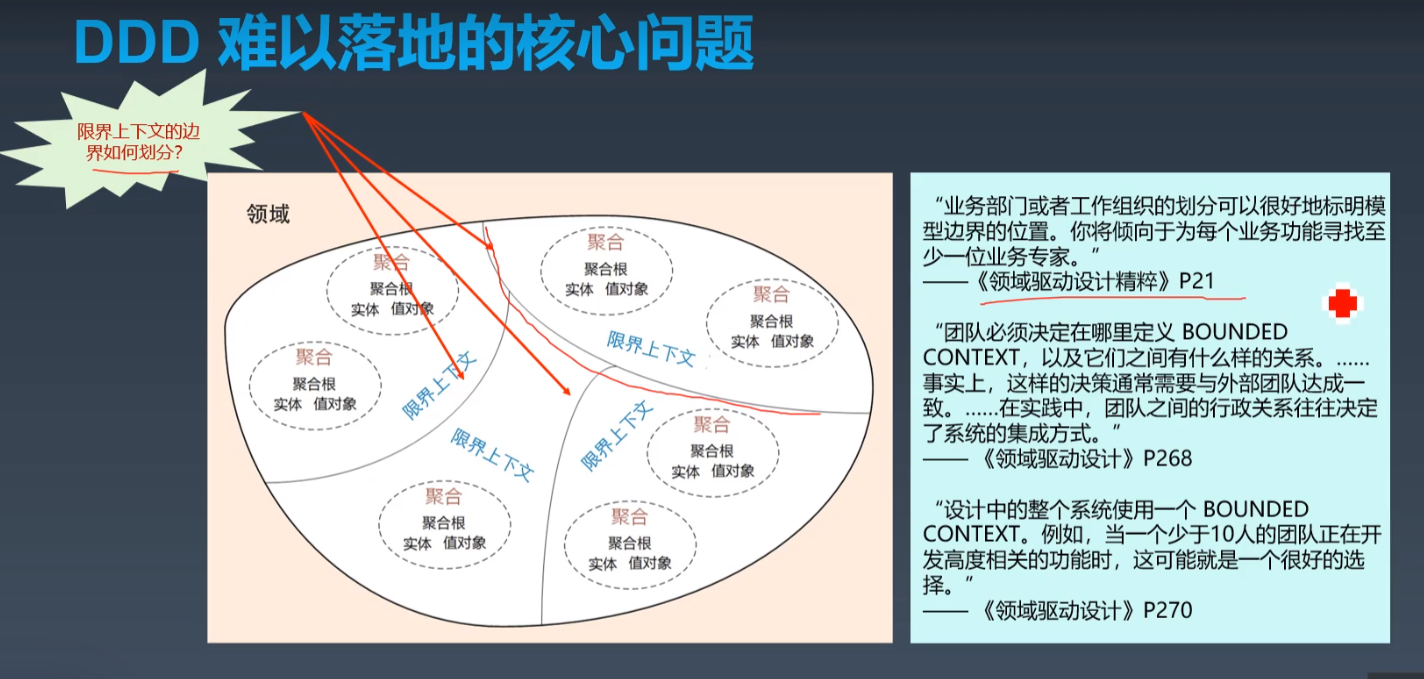 DDD 难以落地的核心问题
限界上下文的边
界如何划分？
领域
聚合
聚合根
实体 值对象
聚合
聚合根
实体 值对象
聚合
聚合根
实体 值对象
限界上下文
聚合
聚合根
实体 值对象
限界上下文
限界上下文
限界上下文
聚合
聚合根
实体 值对象
聚合
聚合根
实体 值对象
聚合
聚合根
实体 值对象
“业务部门或者工作组织的划分可以很好地标明模
型边界的位置。你将倾向于为每个业务功能寻找至
少一位业务专家。”
——《领域驱动设计精粹》P21
“团队必须决定在哪里定义 BOUNDED
CONTEXT，以及它们之间有什么样的关系。......
事实上，这样的决策通常需要与外部团队达成一
致。......在实践中，团队之间的行政关系往往决定
了系统的集成方式。”
—— 《领域驱动设计》P268
“设计中的整个系统使用一个 BOUNDED
CONTEXT。例如，当一个少于10人的团队正在开
发高度相关的功能时，这可能就是一个很好的选
择。”
—— 《领域驱动设计》P270